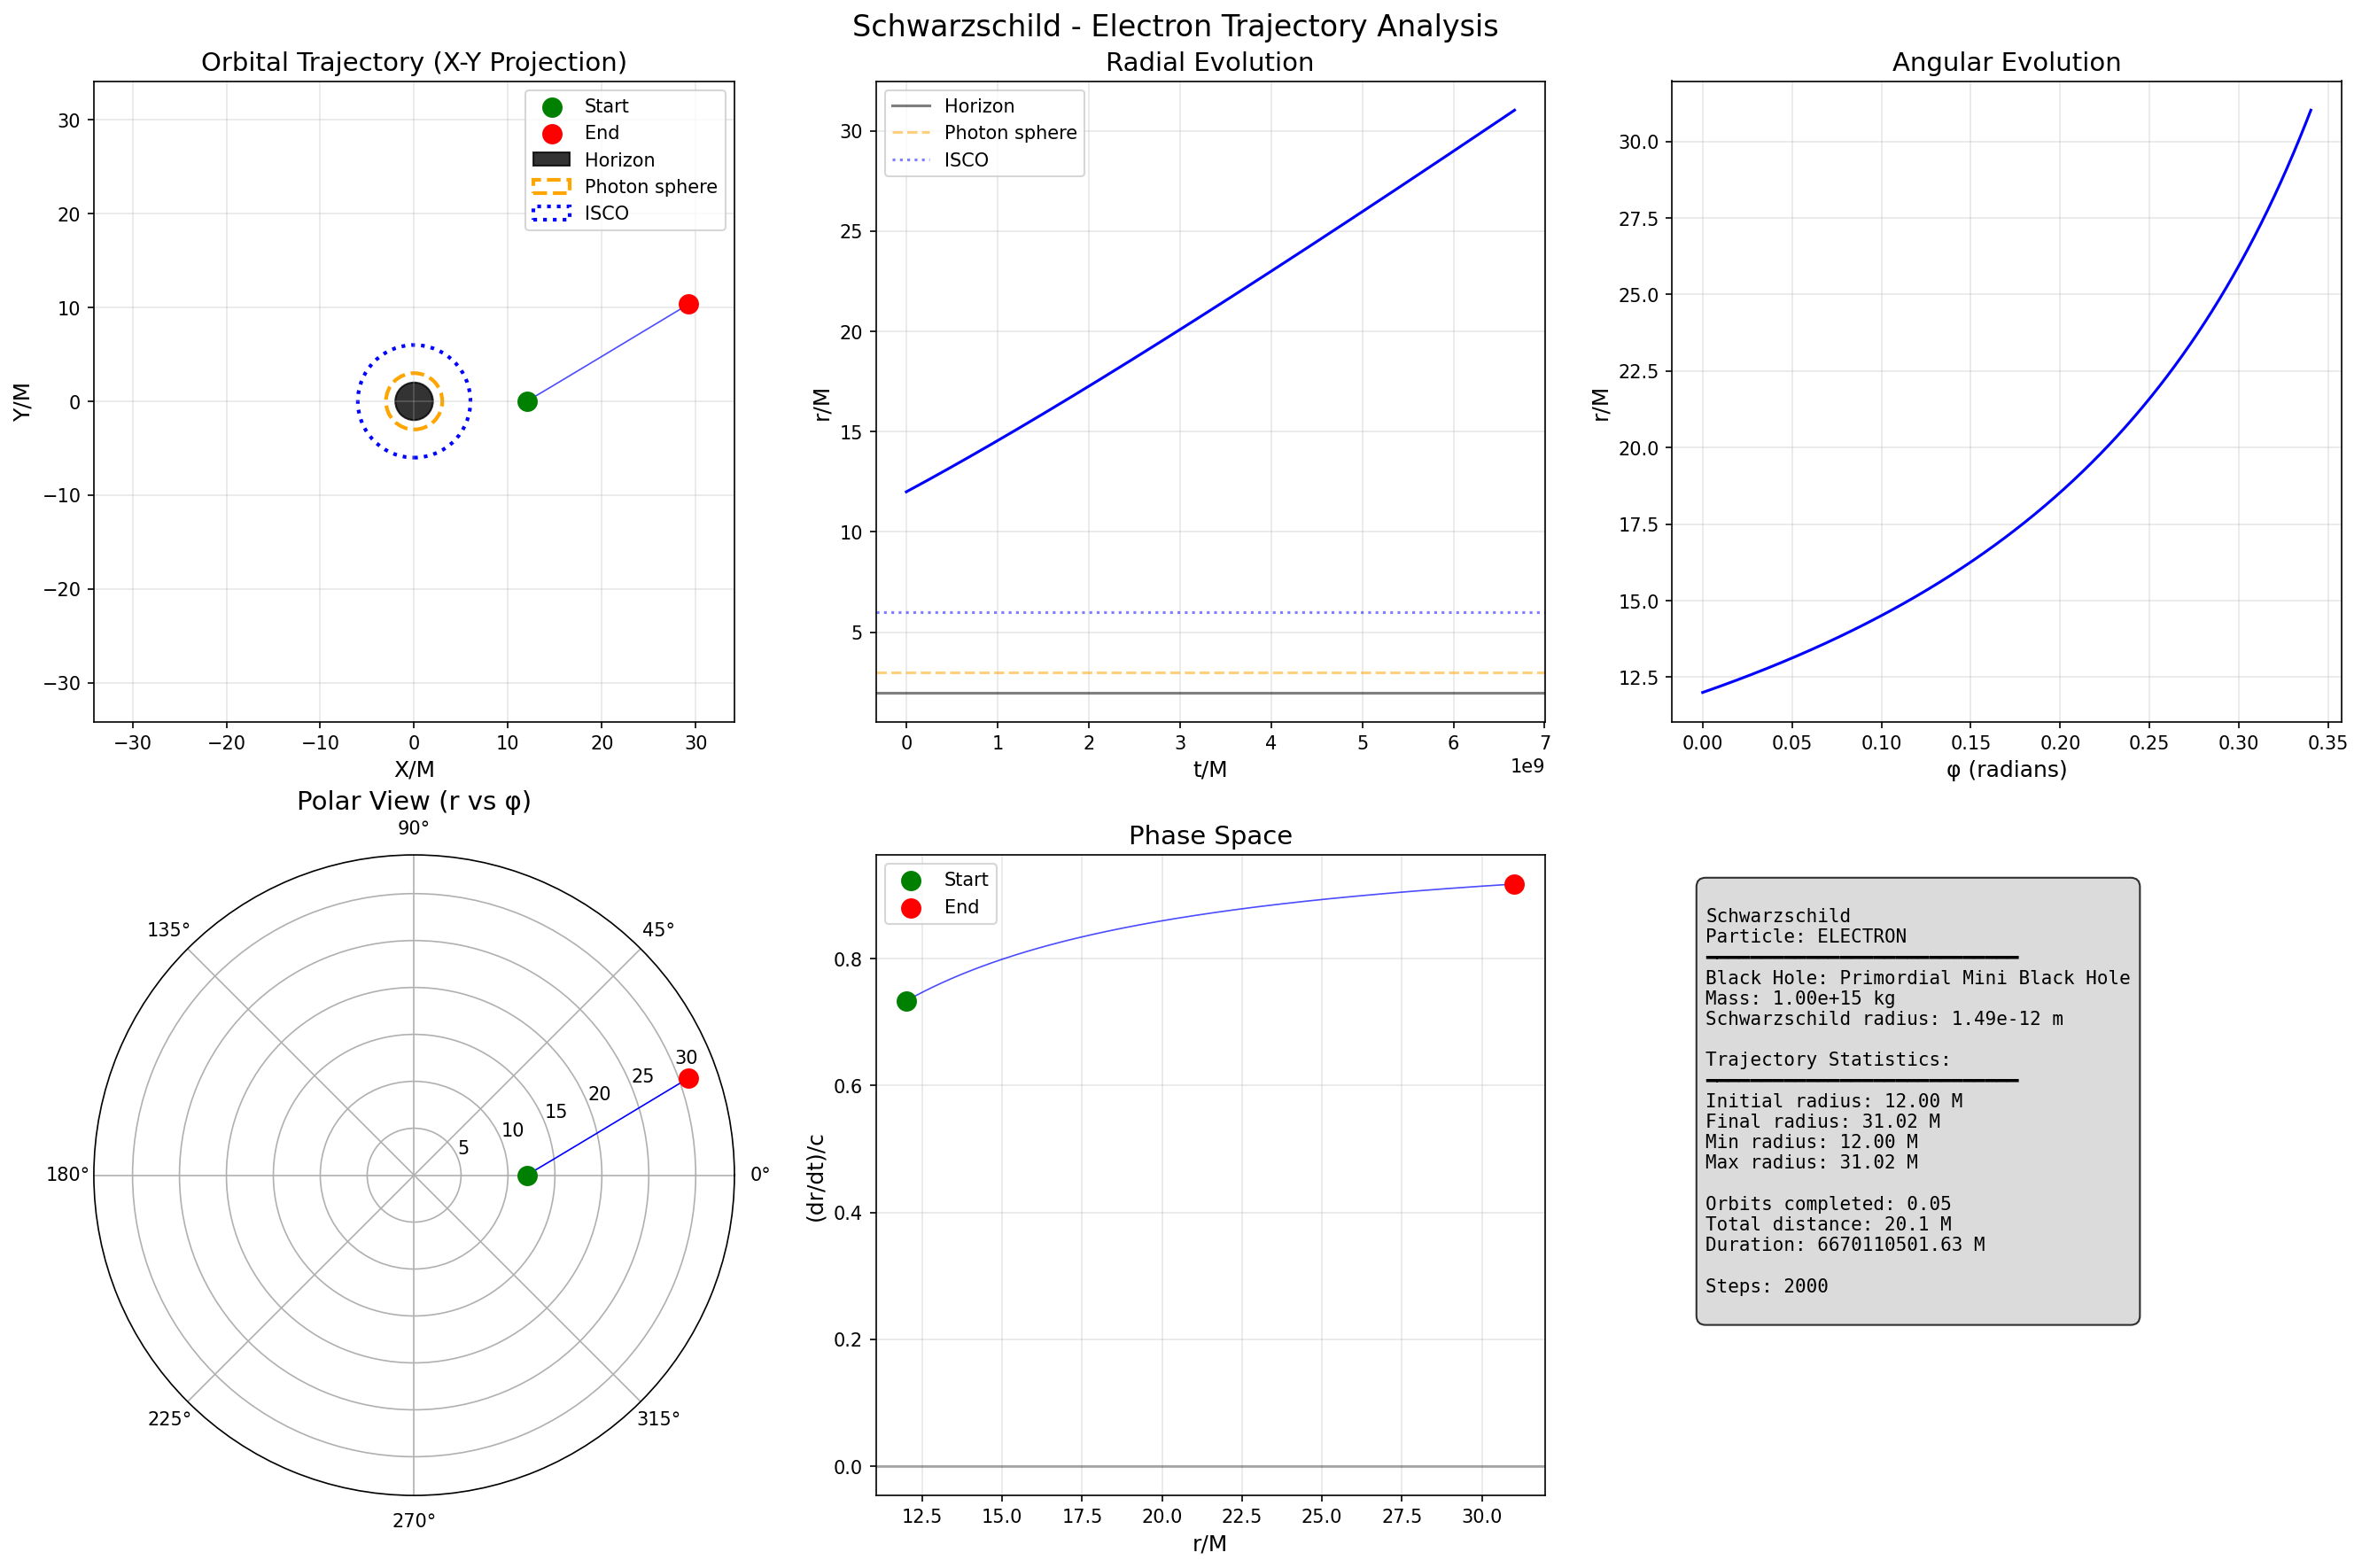 Schwarzschild - Electron Trajectory Analysis
Orbital Trajectory (X-Y Projection)
Start
End
Horizon
Photon sphere
ISCO
30
20
10
0
−10
−20
−30
Y/M
−30 −20 −10 0 10 20 30
X/M
Radial Evolution
Horizon
Photon sphere
ISCO
30
25
20
15
10
5
r/M
0 1 2 3 4 5 6 7
1e9
t/M
Angular Evolution
30.0
27.5
25.0
22.5
20.0
17.5
15.0
12.5
r/M
0.00 0.05 0.10 0.15 0.20 0.25 0.30 0.35
φ (radians)
Polar View (r vs φ)
90°
135° 45°
180° 0°
225° 315°
270°
5
10
15
20
25
30
Phase Space
Start
End
0.8
0.6
0.4
0.2
0.0
(dr/dt)/c
12.5 15.0 17.5 20.0 22.5 25.0 27.5 30.0
r/M
Schwarzschild
Particle: ELECTRON
Black Hole: Primordial Mini Black Hole
Mass: 1.00e+15 kg
Schwarzschild radius: 1.49e-12 m
Trajectory Statistics:
Initial radius: 12.00 M
Final radius: 31.02 M
Min radius: 12.00 M
Max radius: 31.02 M
Orbits completed: 0.05
Total distance: 20.1 M
Duration: 6670110501.63 M
Steps: 2000